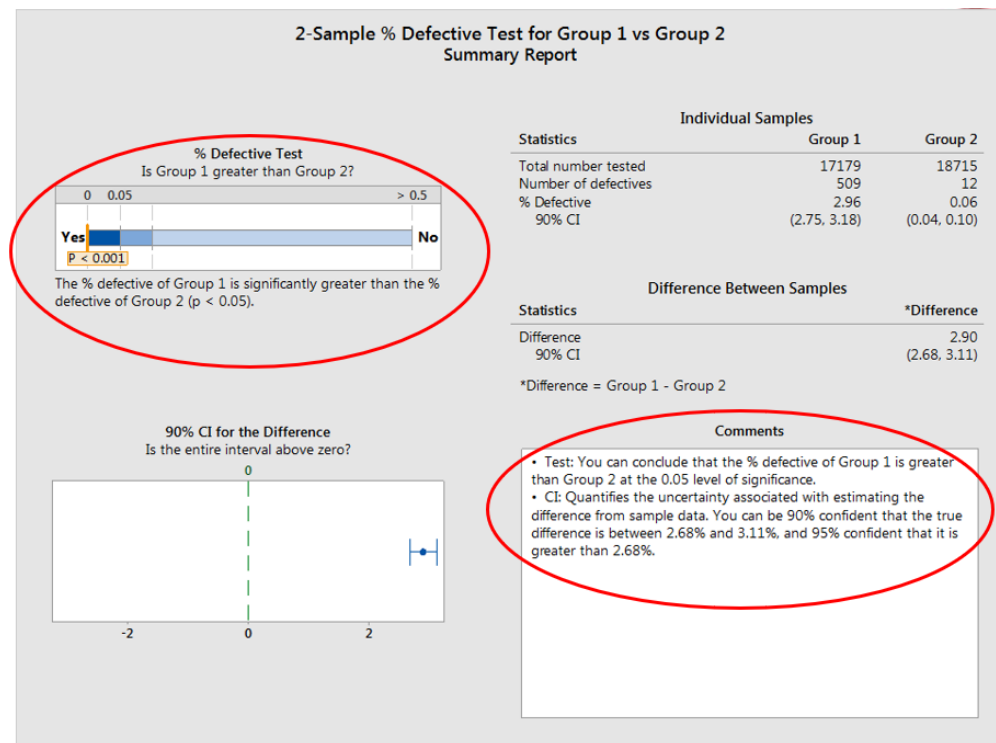 2-Sample % Defective Test for Group 1 vs Group 2
Summary Report
% Defective Test
Is Group 1 greater than Group 2?
0 0.05 > 0.5
Yes No
P < 0.001
The % defective of Group 1 is significantly greater than the %
defective of Group 2 (p < 0.05).
Individual Samples
Statistics Group 1 Group 2
Total number tested 17179 18715
Number of defectives 509 12
% Defective 2.96 0.06
90% CI (2.75, 3.18) (0.04, 0.10)
Difference Between Samples
Statistics *Difference
Difference 2.90
90% CI (2.68, 3.11)
*Difference = Group 1 - Group 2
90% CI for the Difference
Is the entire interval above zero?
0
-2 0 2
Comments
• Test: You can conclude that the % defective of Group 1 is greater
than Group 2 at the 0.05 level of significance.
• CI: Quantifies the uncertainty associated with estimating the
difference from sample data. You can be 90% confident that the true
difference is between 2.68% and 3.11%, and 95% confident that it is
greater than 2.68%.